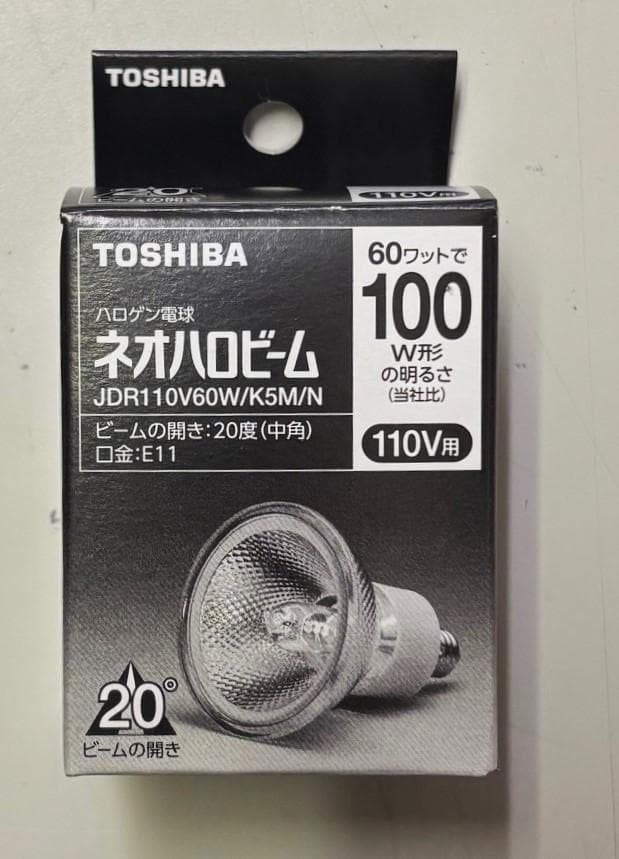 TOSHIBA
20°
ビームの開き
110V用
TOSHIBA
ハロゲン電球
ネオハロビーム
JDR110V60W/K5M/N
ビームの開き:20度(中角)
口金:E11
60ワットで
100
W形
の明るさ
(当社比)
110V用
20°
ビームの開き